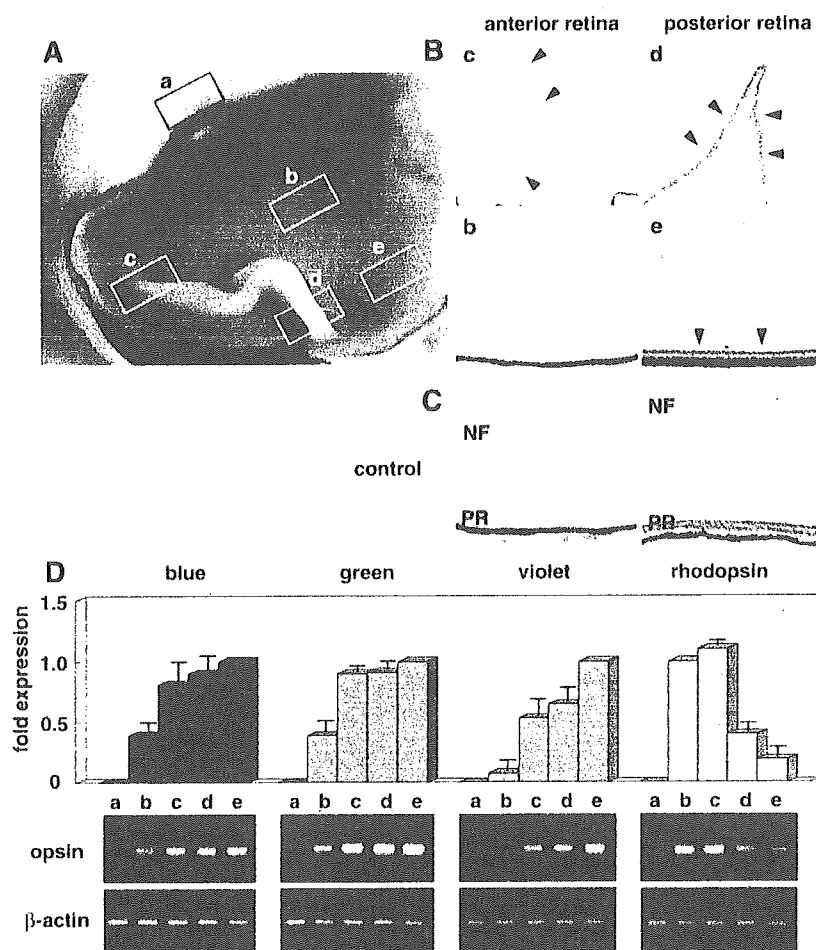 anterior retina posterior retina
A
B
a
b
c
d
e
c
d
b
e
C
NF
NF
control
PR
PR
D
blue green violet rhodopsin
fold expression
1.5
1.0
0.5
0
a b c d e a b c d e a b c d e a b c d e
opsin
β-actin